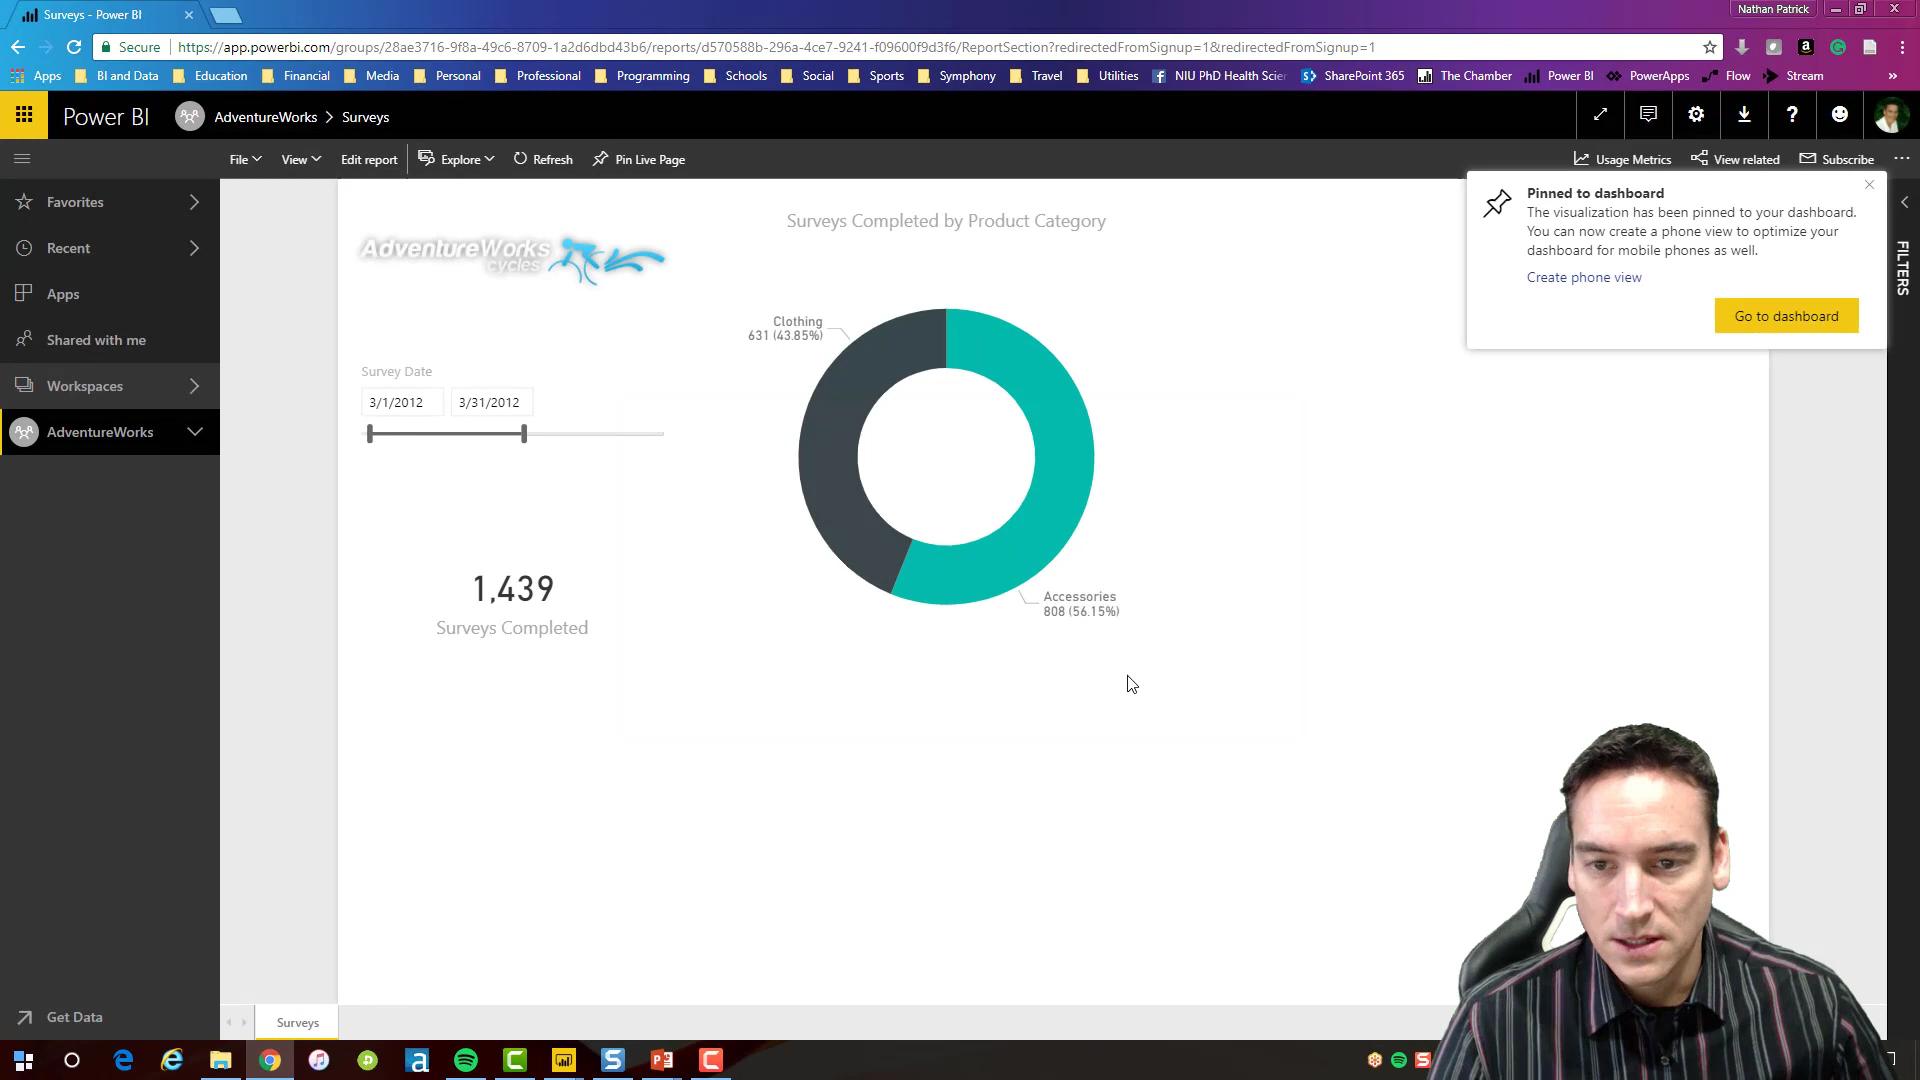 Surveys - Power BI
Nathan Patrick
Secure https://app.powerbi.com/groups/28ae3716-9f8a-49c6-8709-1a2d6dbd43b6/reports/d570588b-296a-4ce7-9241-f09600f9d3f6/ReportSection?redirectedFromSignup=1&redirectedFromSignup=1
Apps BI and Data Education Financial Media Personal Professional Programming Schools Social Sports Symphony Travel Utilities NIU PhD Health Scien SharePoint 365 The Chamber Power BI PowerApps Flow Stream
Power BI AdventureWorks > Surveys
File View Edit report Explore Refresh Pin Live Page Usage Metrics View related Subscribe
Favorites
Recent
Apps
Shared with me
Workspaces
AdventureWorks
Get Data
Surveys Completed by Product Category
AdventureWorks
cycles
Survey Date
3/1/2012 3/31/2012
1,439
Surveys Completed
Clothing
631 (43.85%)
Accessories
808 (56.15%)
Pinned to dashboard
The visualization has been pinned to your dashboard.
You can now create a phone view to optimize your
dashboard for mobile phones as well.
Create phone view
Go to dashboard
FILTERS
Surveys